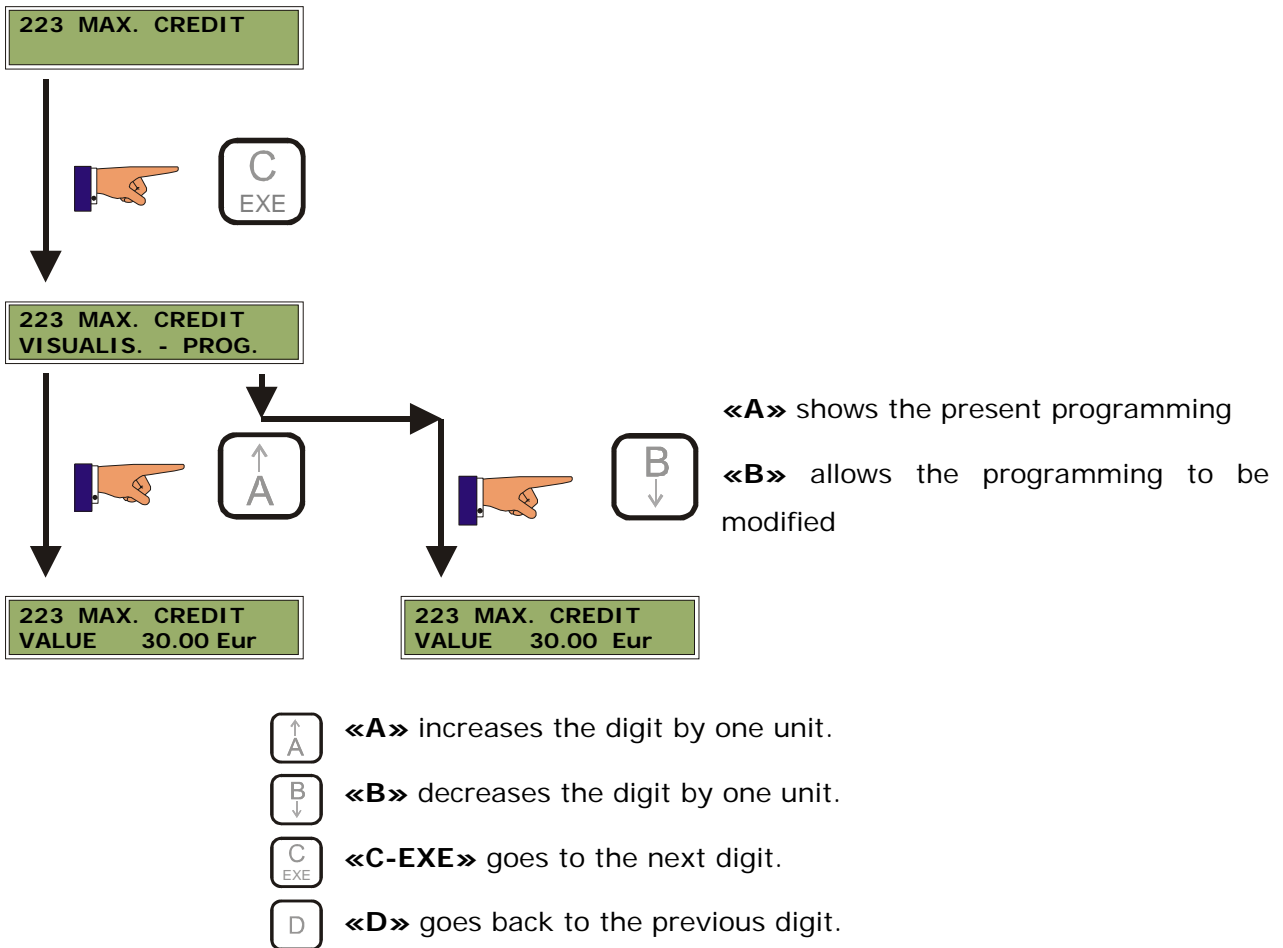 223 MAX. CREDIT
C
EXE
223 MAX. CREDIT
VISUALIS. - PROG.
A
B
«A» shows the present programming
«B» allows the programming to be
modified
223 MAX. CREDIT
VALUE 30.00 Eur
223 MAX. CREDIT
VALUE 30.00 Eur
A
«A» increases the digit by one unit.
B
«B» decreases the digit by one unit.
C
EXE
«C-EXE» goes to the next digit.
D
«D» goes back to the previous digit.